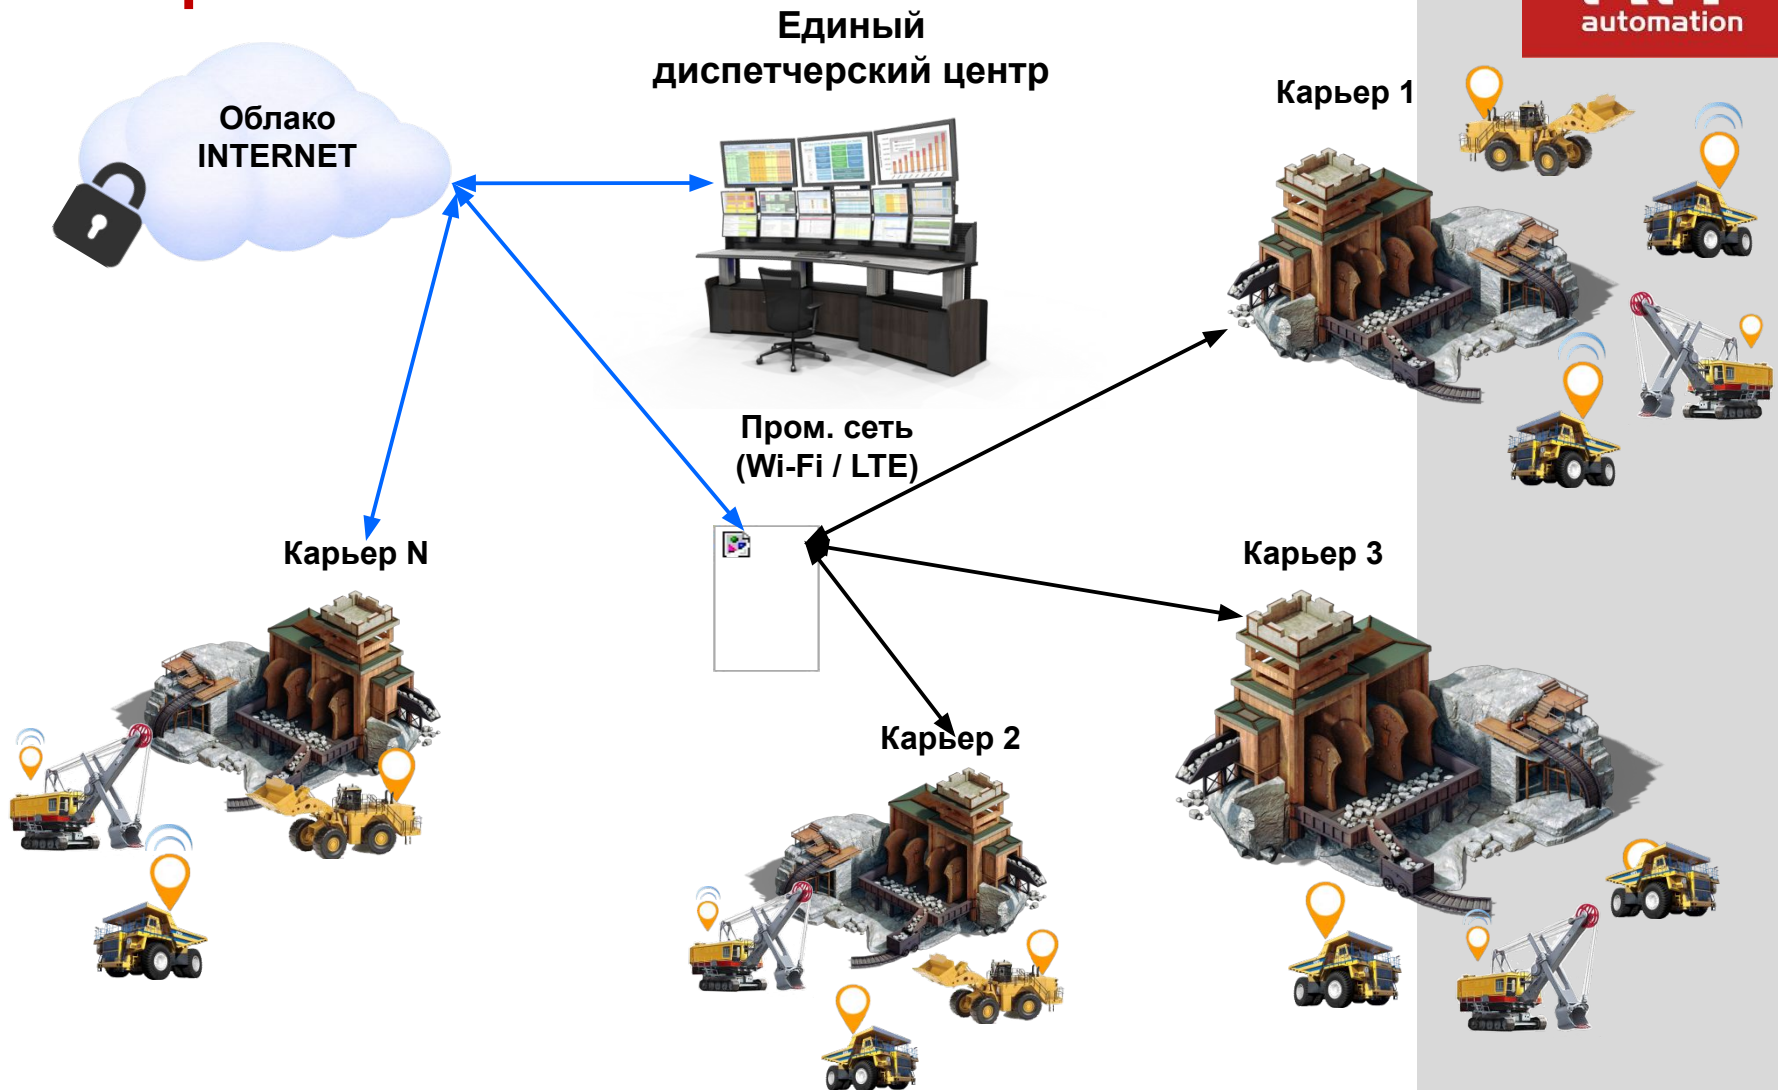 automation
Единый
диспетчерский центр
Облако
INTERNET
Карьер 1
Пром. сеть
(Wi-Fi / LTE)
Карьер N
Карьер 3
Карьер 2